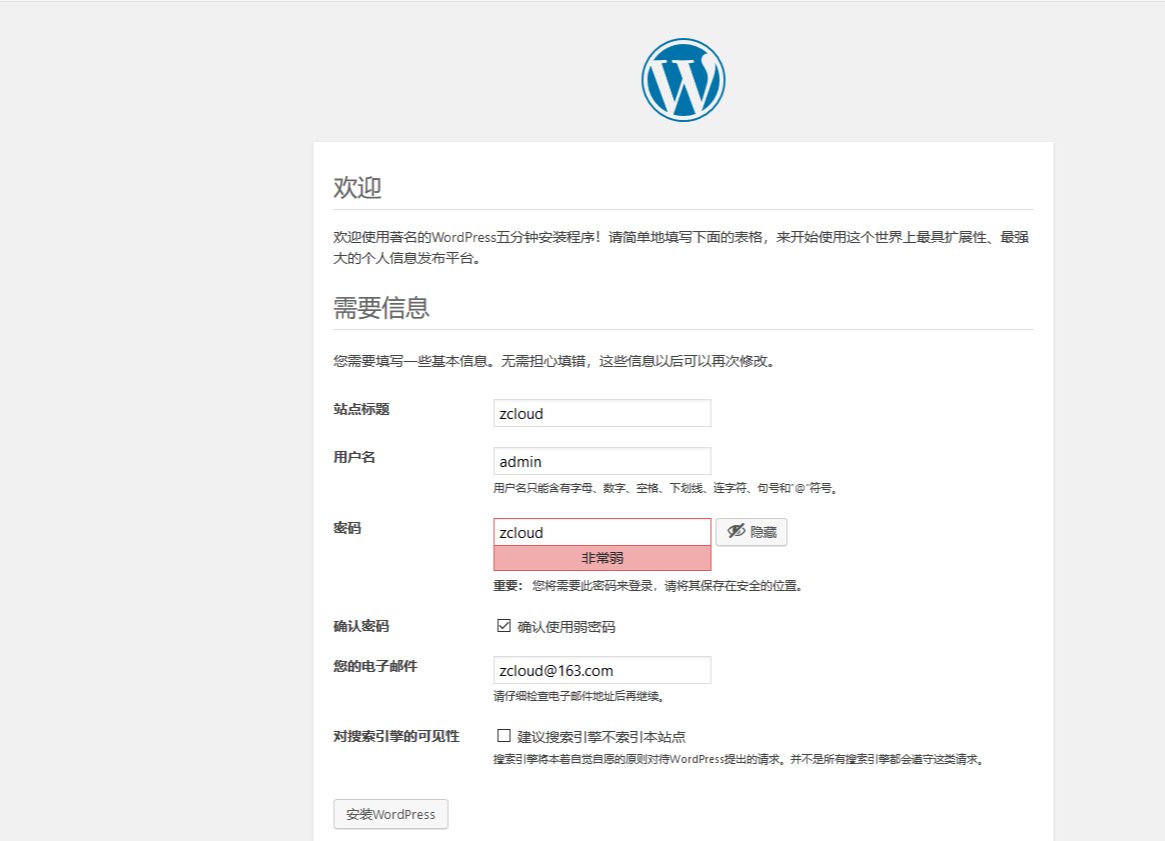 欢迎
欢迎使用著名的WordPress五分钟安装程序！请简单地填写下面的表格，来开始使用这个世界上最具扩展性、最强
大的个人信息发布平台。
需要信息
您需要填写一些基本信息。无需担心填错，这些信息以后可以再次修改。
站点标题
zcloud
用户名
admin
用户名只能含有字母、数字、空格、下划线、连字符、句号和“@”符号。
密码
zcloud
隐藏
非常弱
重要： 您将需要此密码来登录，请将其保存在安全的位置。
确认密码
确认使用弱密码
您的电子邮件
zcloud@163.com
请仔细检查电子邮件地址后再继续。
对搜索引擎的可见性
建议搜索引擎不索引本站点
搜索引擎将本着自觉自愿的原则对待WordPress提出的请求。并不是所有搜索引擎都会遵守这类请求。
安装WordPress